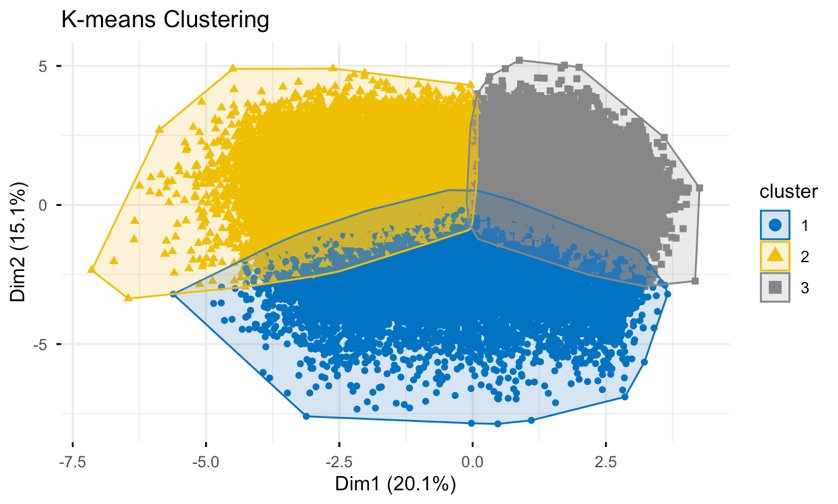 K-means Clustering
5
0
-5
Dim2 (15.1%)
-7.5
-5.0
-2.5
0.0
2.5
Dim1 (20.1%)
cluster
1
2
3